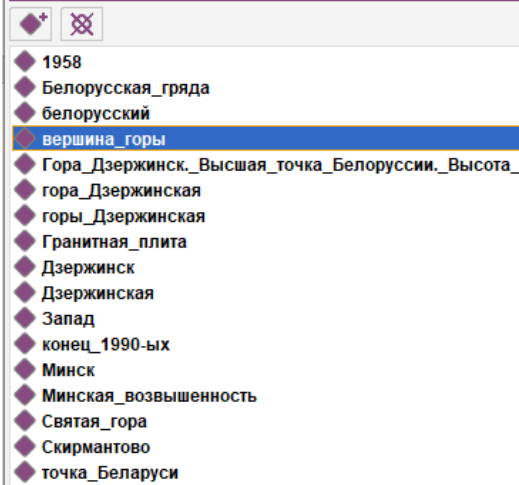 1958
Белорусская_гряда
белорусский
вершина_горы
Гора_Дзержинск._Высшая_точка_Белоруссии._Высота_
гора_Дзержинская
горы_Дзержинская
Гранитная_плита
Дзержинск
Дзержинская
Запад
конец_1990-ых
Минск
Минская_возвышенность
Святая_гора
Скирмантово
точка_Беларуси